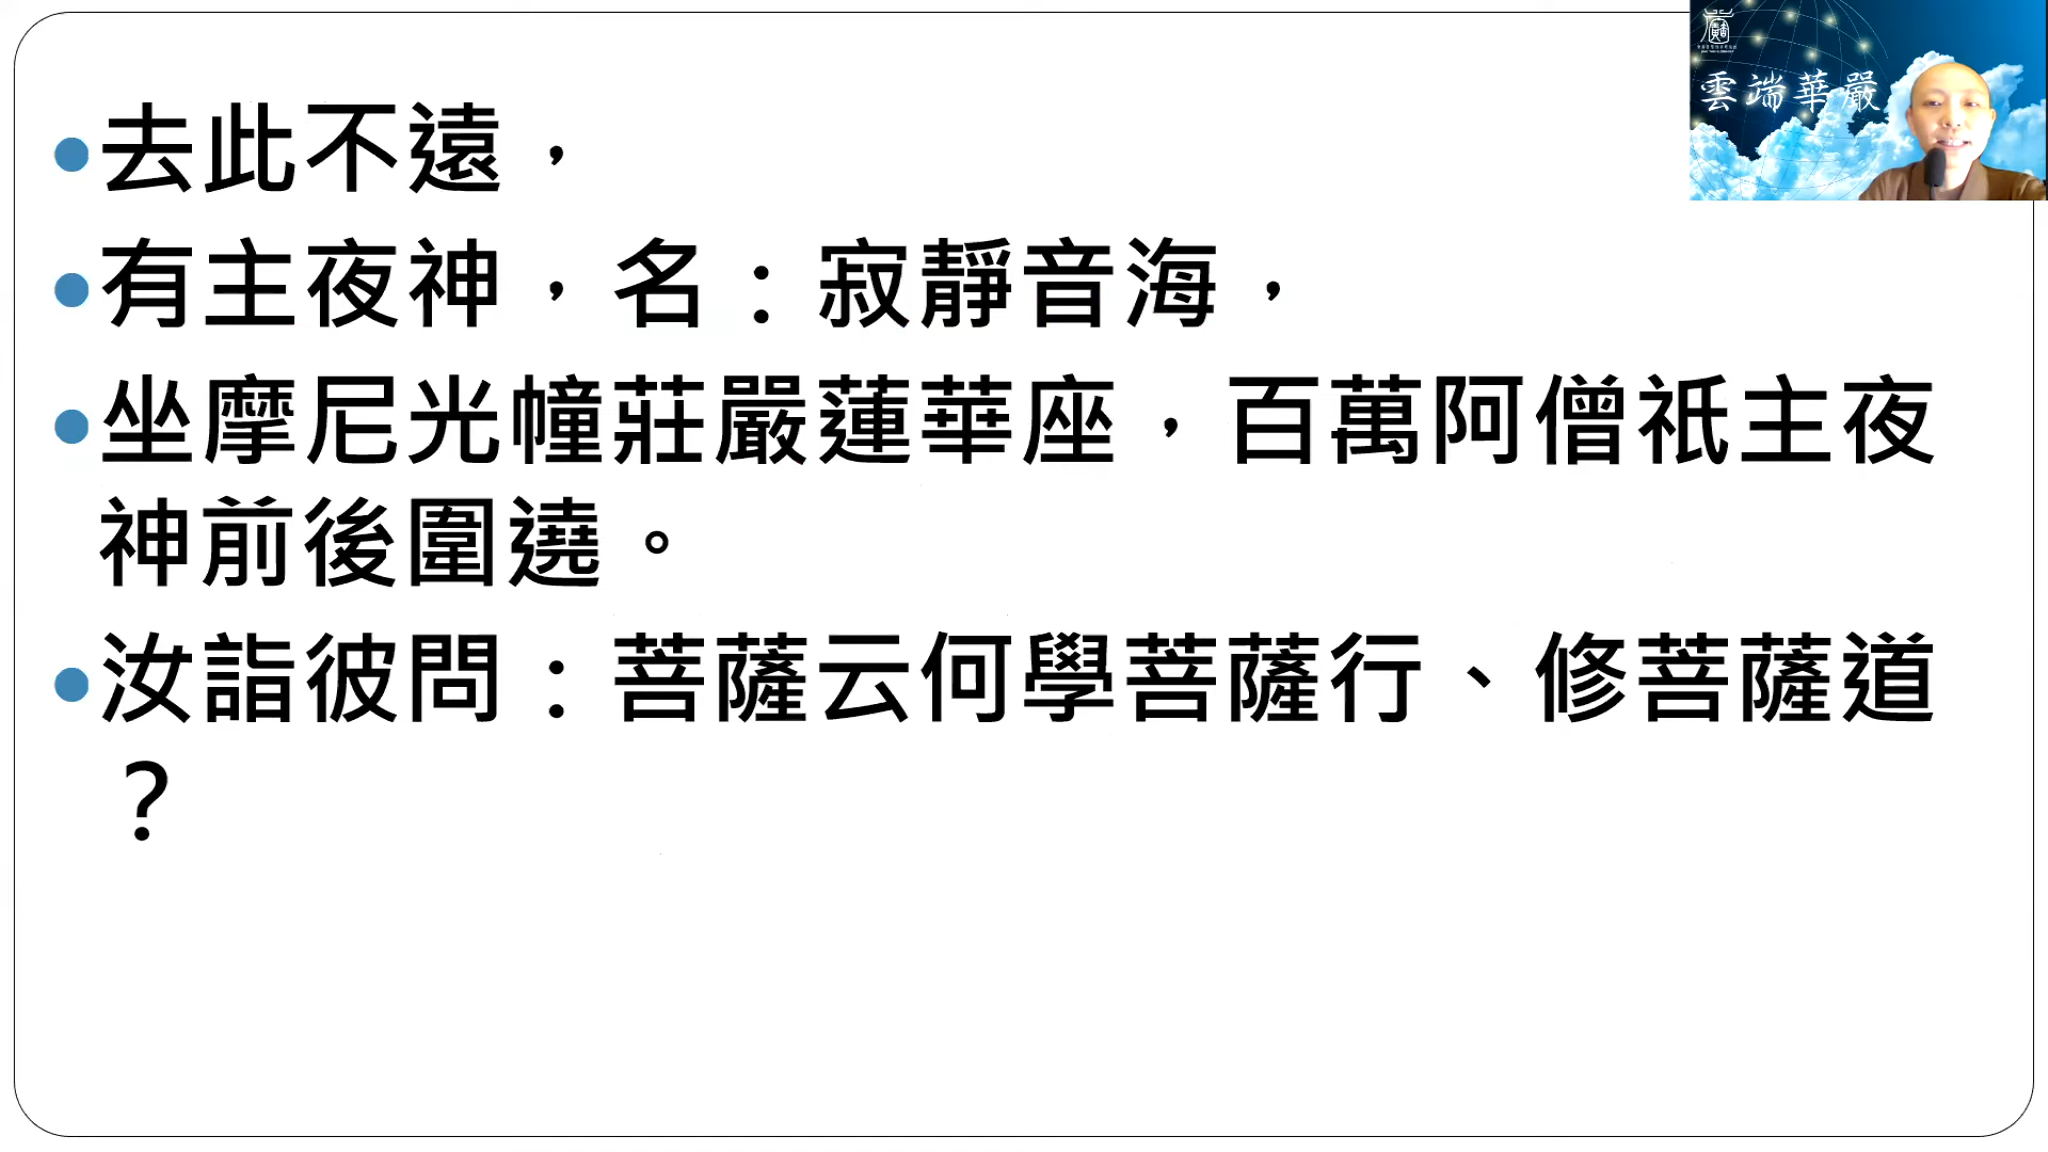 去此不遠，
有主夜神，名：寂靜音海，
坐摩尼光幢莊嚴蓮華座，百萬阿僧祇主夜
神前後圍遶。
汝詣彼問：菩薩云何學菩薩行、修菩薩道
？
雲端華嚴